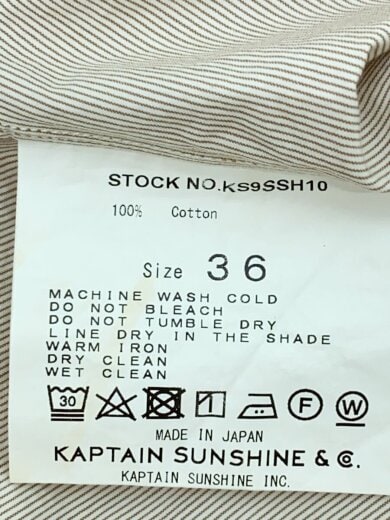 STOCK NO.KS9SSH10
100% Cotton
Size 36
MACHINE WASH COLD
DO NOT BLEACH
DO NOT TUMBLE DRY
LINE DRY IN THE SHADE
WARM IRON
DRY CLEAN
WET CLEAN
30 F W
MADE IN JAPAN
KAPTAIN SUNSHINE & CO.
KAPTAIN SUNSHINE INC.